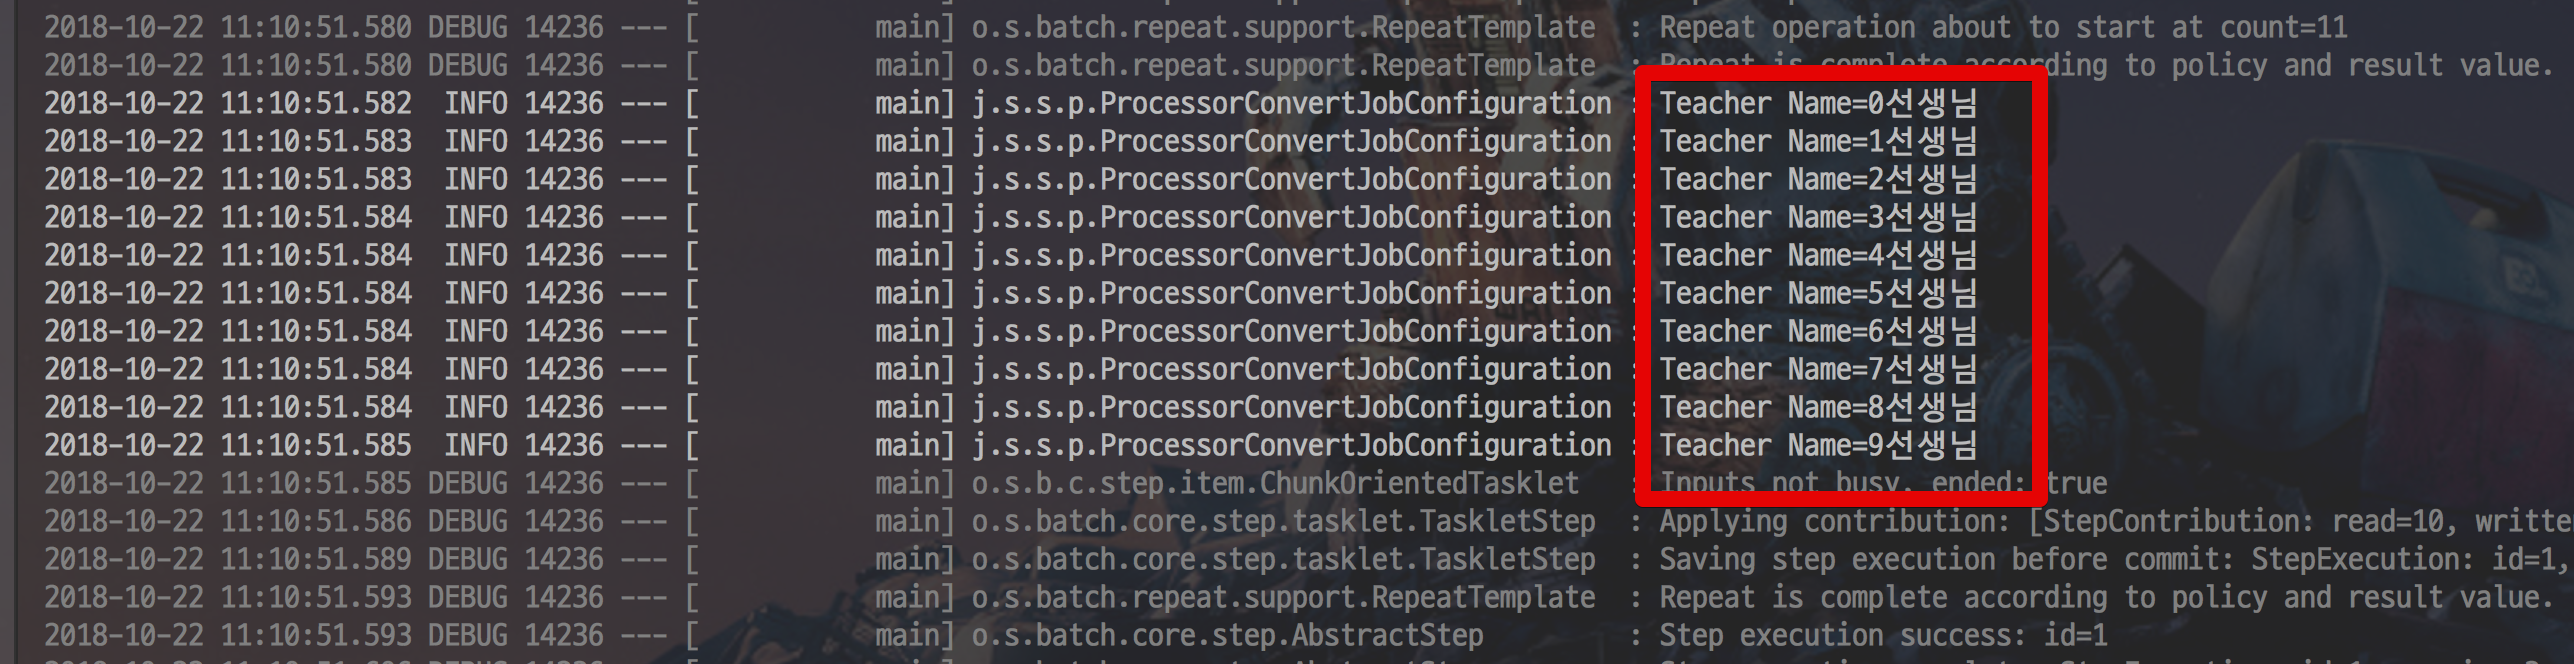 2018-10-22 11:10:51.580 DEBUG 14236 --- [           main] o.s.batch.repeat.support.RepeatTemplate  : Repeat operation about to start at count=11
2018-10-22 11:10:51.580 DEBUG 14236 --- [           main] o.s.batch.repeat.support.RepeatTemplate  : Repeat is complete according to policy and result value.
2018-10-22 11:10:51.582  INFO 14236 --- [           main] j.s.s.p.ProcessorConvertJobConfiguration : Teacher Name=0선생님
2018-10-22 11:10:51.583  INFO 14236 --- [           main] j.s.s.p.ProcessorConvertJobConfiguration : Teacher Name=1선생님
2018-10-22 11:10:51.583  INFO 14236 --- [           main] j.s.s.p.ProcessorConvertJobConfiguration : Teacher Name=2선생님
2018-10-22 11:10:51.584  INFO 14236 --- [           main] j.s.s.p.ProcessorConvertJobConfiguration : Teacher Name=3선생님
2018-10-22 11:10:51.584  INFO 14236 --- [           main] j.s.s.p.ProcessorConvertJobConfiguration : Teacher Name=4선생님
2018-10-22 11:10:51.584  INFO 14236 --- [           main] j.s.s.p.ProcessorConvertJobConfiguration : Teacher Name=5선생님
2018-10-22 11:10:51.584  INFO 14236 --- [           main] j.s.s.p.ProcessorConvertJobConfiguration : Teacher Name=6선생님
2018-10-22 11:10:51.584  INFO 14236 --- [           main] j.s.s.p.ProcessorConvertJobConfiguration : Teacher Name=7선생님
2018-10-22 11:10:51.584  INFO 14236 --- [           main] j.s.s.p.ProcessorConvertJobConfiguration : Teacher Name=8선생님
2018-10-22 11:10:51.585  INFO 14236 --- [           main] j.s.s.p.ProcessorConvertJobConfiguration : Teacher Name=9선생님
2018-10-22 11:10:51.585 DEBUG 14236 --- [           main] o.s.b.c.step.item.ChunkOrientedTasklet   : Inputs not busy, ended: true
2018-10-22 11:10:51.586 DEBUG 14236 --- [           main] o.s.batch.core.step.tasklet.TaskletStep  : Applying contribution: [StepContribution: read=10, writte
2018-10-22 11:10:51.589 DEBUG 14236 --- [           main] o.s.batch.core.step.tasklet.TaskletStep  : Saving step execution before commit: StepExecution: id=1,
2018-10-22 11:10:51.593 DEBUG 14236 --- [           main] o.s.batch.repeat.support.RepeatTemplate  : Repeat is complete according to policy and result value.
2018-10-22 11:10:51.593 DEBUG 14236 --- [           main] o.s.batch.core.step.AbstractStep         : Step execution success: id=1